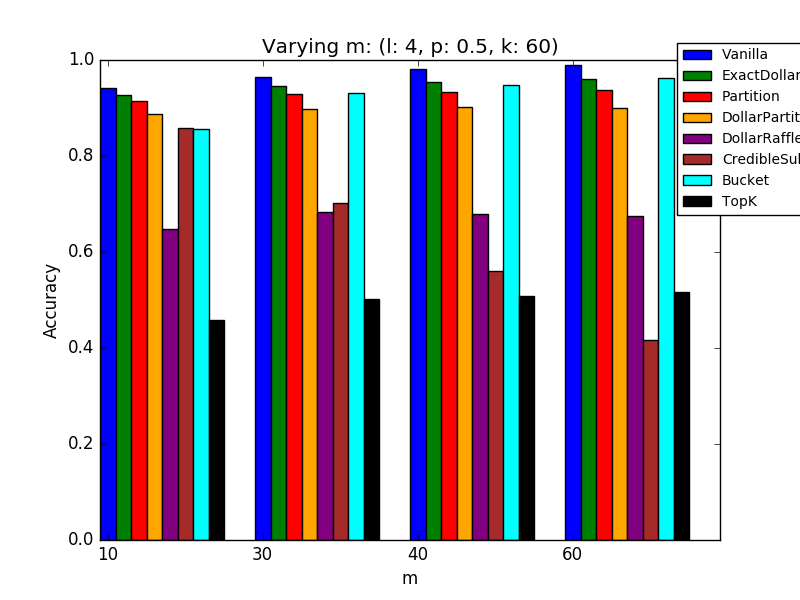 Varying m: (l: 4, p: 0.5, k: 60)
Vanilla
ExactDollar
Partition
DollarPartit
DollarRaffle
CredibleSul
Bucket
TopK
1.0
0.8
0.6
0.4
0.2
0.0
Accuracy
10 30 40 60
m